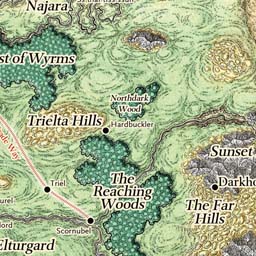 Najara
st of Wyrms
Northdark
Wood
Trielta Hills
Hardbuckler
Sunset
Way
The
Reaching
Woods
Triel
Darkho
The Far
Hills
Scornubel
Elturgard